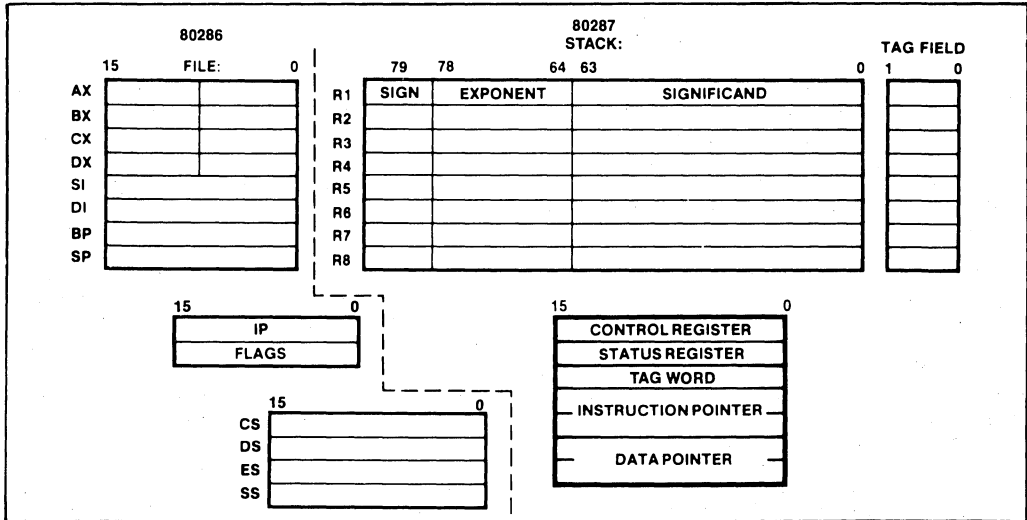 80286
15 FILE: 0
AX
BX
CX
DX
SI
DI
BP
SP
80287
STACK:
79 78 64 63 0
R1 SIGN EXPONENT SIGNIFICAND
R2
R3
R4
R5
R6
R7
R8
TAG FIELD
1 0
15 0
IP
FLAGS
15 0
CS
DS
ES
SS
15 0
CONTROL REGISTER
STATUS REGISTER
TAG WORD
INSTRUCTION POINTER
DATA POINTER